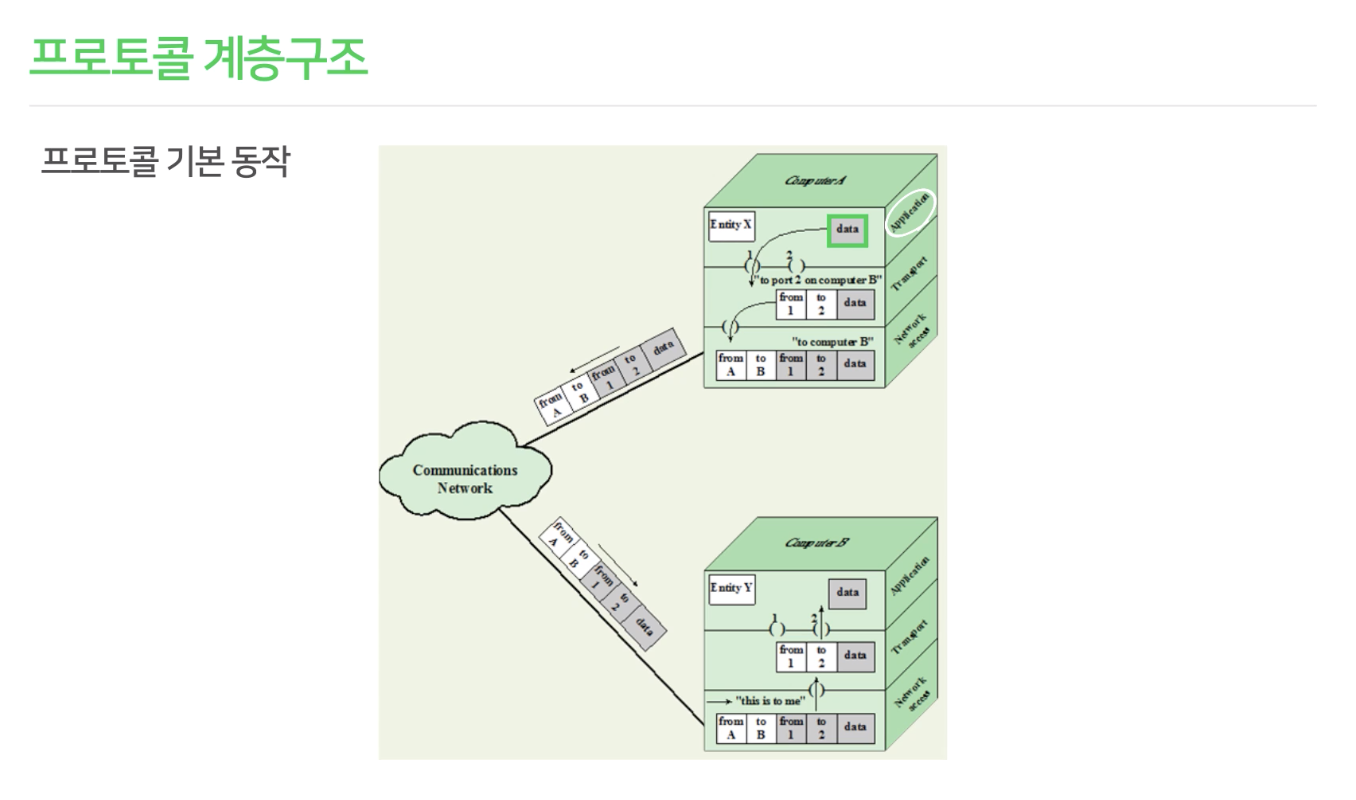 프로토콜 계층구조
프로토콜 기본 동작
Computer A
Entity X
data
Application
1
2
"to port 2 on computer B"
Transport
from 1
to 2
data
"to computer B"
Network access
from A
to B
from 1
to 2
data
from A
to B
from 1
to 2
data
Communications
Network
from A
to B
from 1
to 2
data
Computer B
Entity Y
data
Application
1
2
Transport
from 1
to 2
data
"this is to me"
Network access
from A
to B
from 1
to 2
data